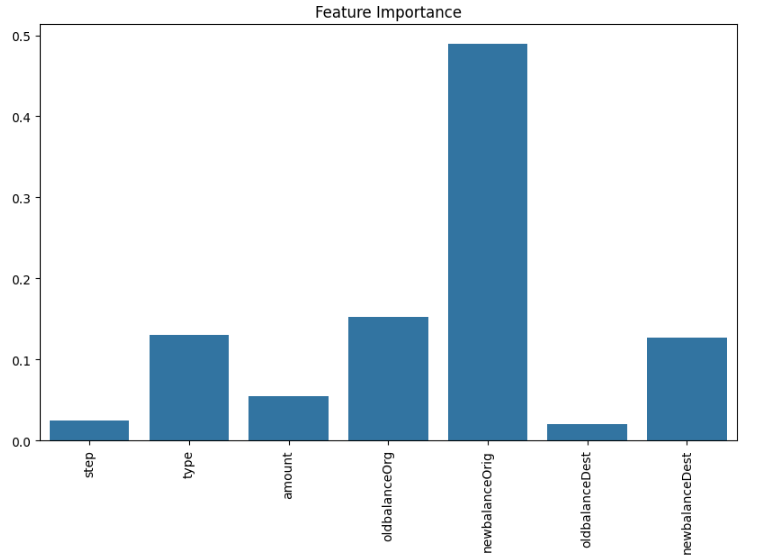 Feature Importance
0.5
0.4
0.3
0.2
0.1
0.0
step
type
amount
oldbalanceOrg
newbalanceOrig
oldbalanceDest
newbalanceDest